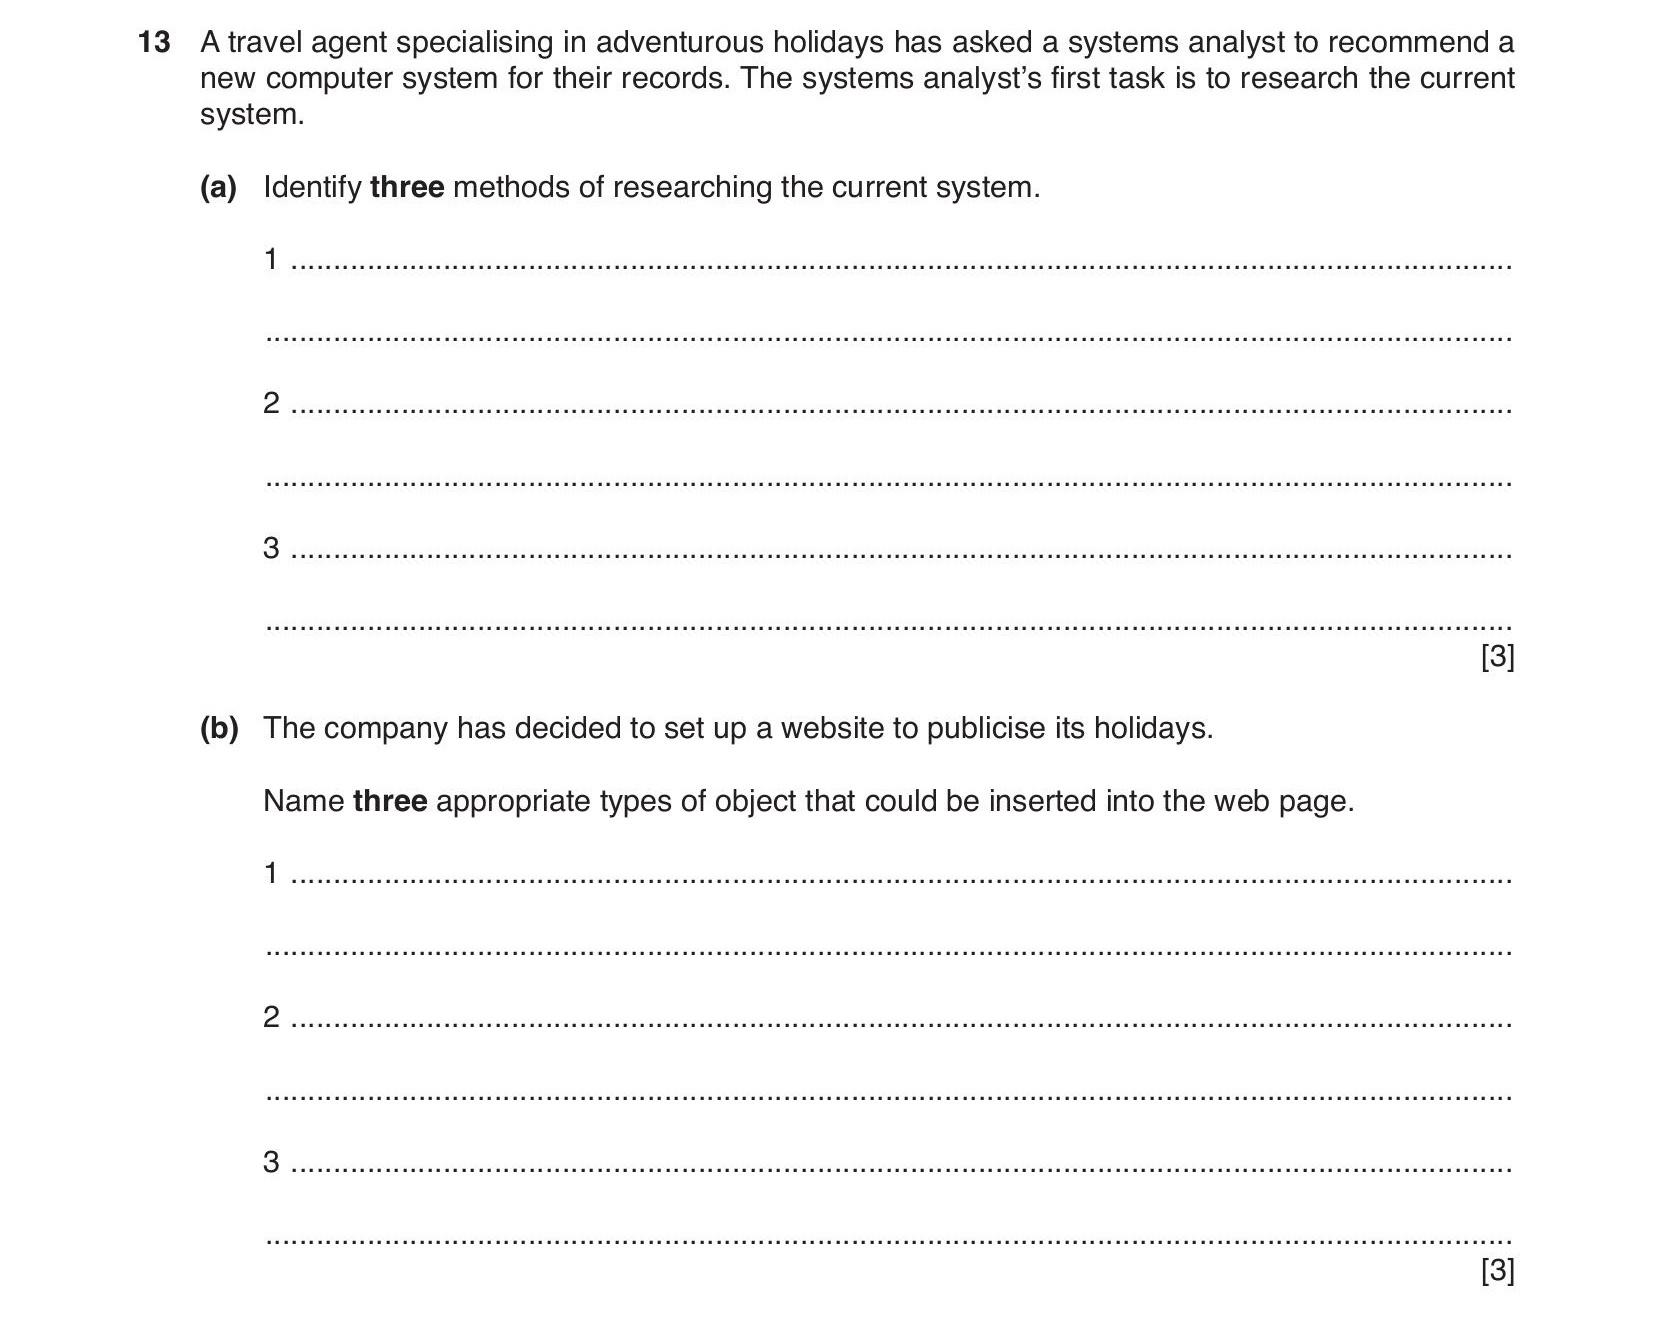 13 A travel agent specialising in adventurous holidays has asked a systems analyst to recommend a
new computer system for their records. The systems analyst’s first task is to research the current
system.
(a) Identify three methods of researching the current system.
1 ....................................................................................................................................................
....................................................................................................................................................
2 ....................................................................................................................................................
....................................................................................................................................................
3 ....................................................................................................................................................
....................................................................................................................................................
[3]
(b) The company has decided to set up a website to publicise its holidays.
Name three appropriate types of object that could be inserted into the web page.
1 ....................................................................................................................................................
....................................................................................................................................................
2 ....................................................................................................................................................
....................................................................................................................................................
3 ....................................................................................................................................................
....................................................................................................................................................
[3]